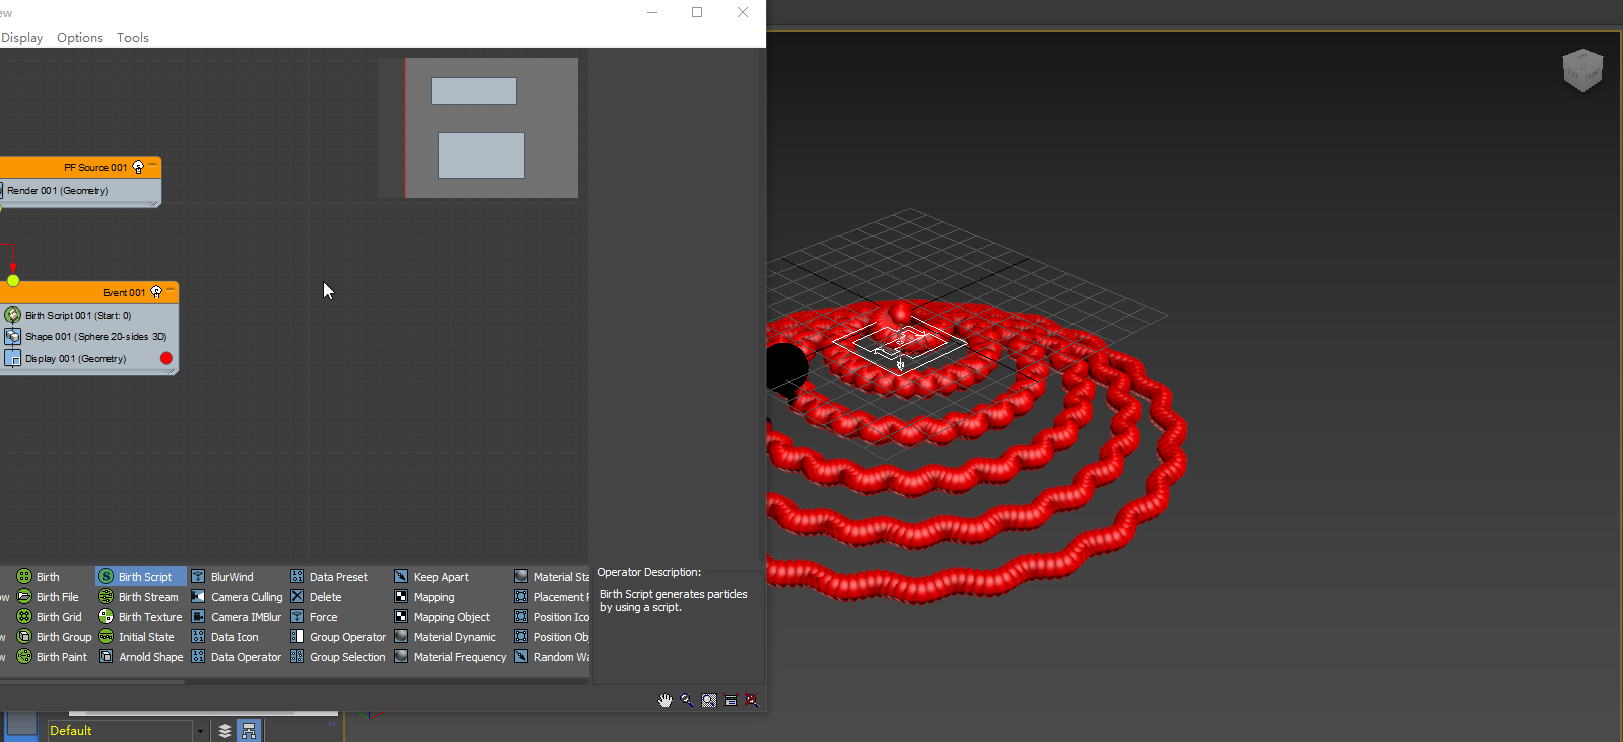 ew
Display Options Tools
PF Source 001
Render 001 (Geometry)
Event 001
Birth Script 001 (Start: 0)
Shape 001 (Sphere 20-sides 3D)
Display 001 (Geometry)
Birth Birth Script BlurWind Data Preset Keep Apart Material Sta
ow Birth File Birth Stream Camera Culling Delete Mapping Placement
Birth Grid Birth Texture Camera IMBlur Force Mapping Object Position Ico
w Birth Group Initial State Data Icon Group Operator Material Dynamic Position Ob
w Birth Paint Arnold Shape Data Operator Group Selection Material Frequency Random Wa
Operator Description:
Birth Script generates particles
by using a script.
Default